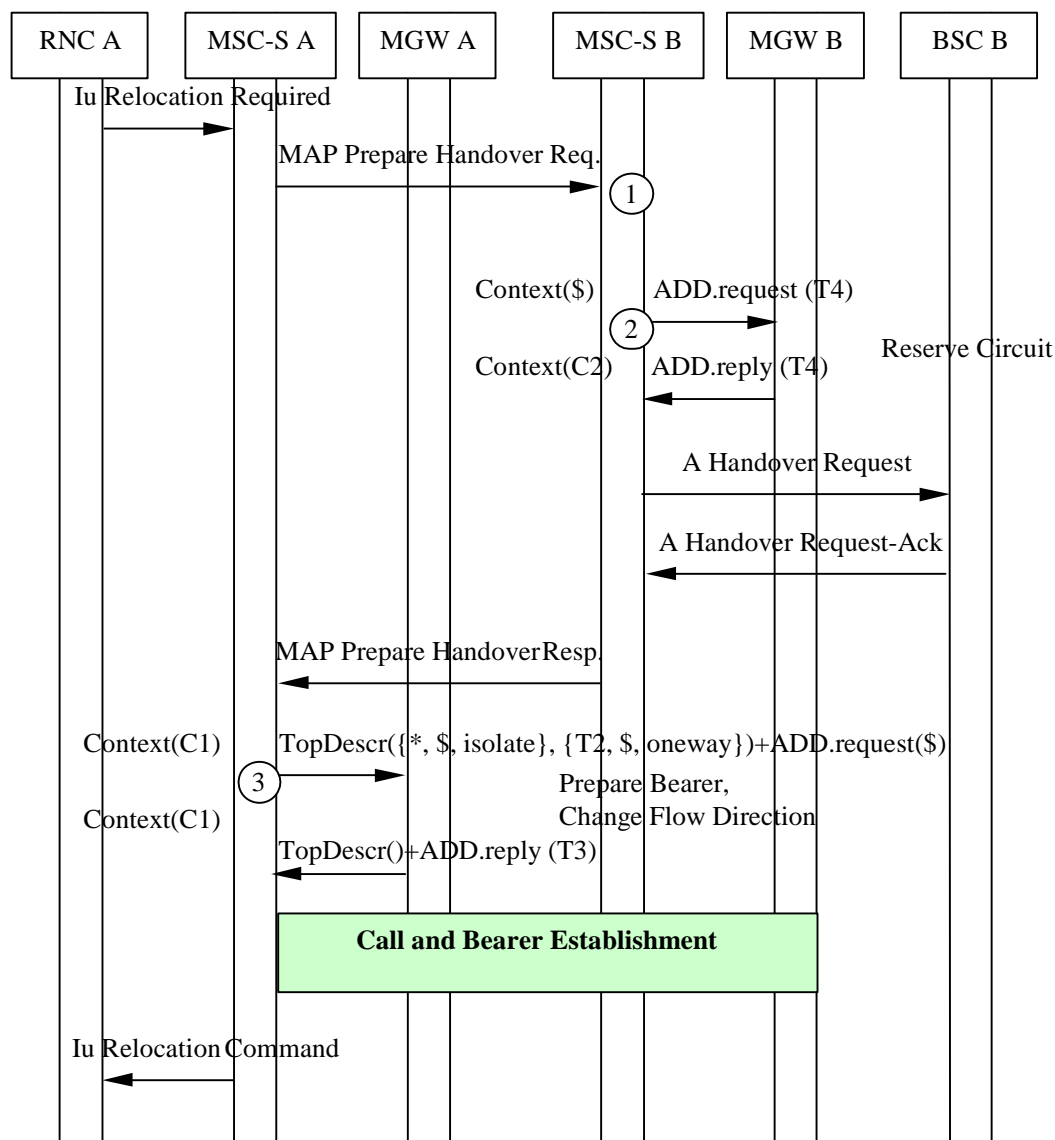 RNC A MSC-S A MGW A MSC-S B MGW B BSC B
Iu Relocation Required
MAP Prepare Handover Req.
1
Context($) ADD.request (T4)
2
Reserve Circuit
Context(C2) ADD.reply (T4)
A Handover Request
A Handover Request-Ack
MAP Prepare Handover Resp.
Context(C1) TopDescr({*, $, isolate}, {T2, $, oneway})+ADD.request($)
3
Prepare Bearer,
Change Flow Direction
Context(C1)
TopDescr()+ADD.reply (T3)
Call and Bearer Establishment
Iu Relocation Command